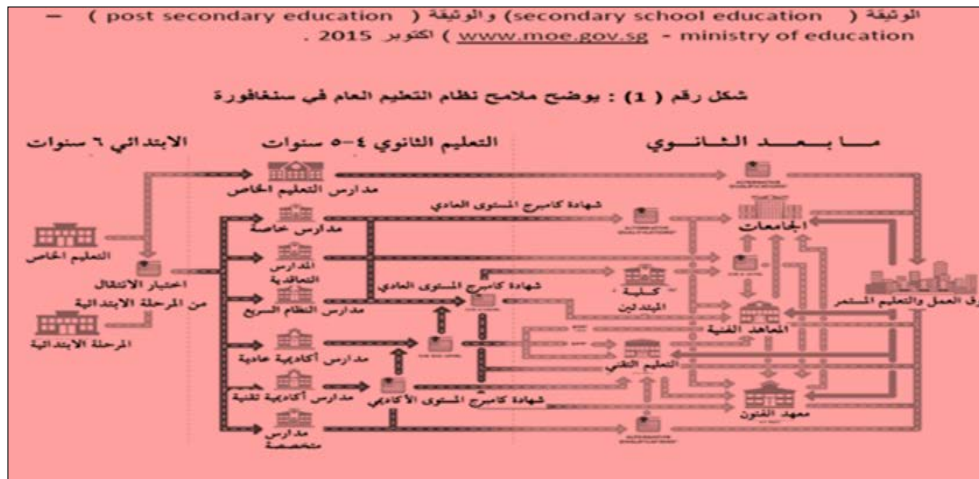 الوثيقة ( secondary school education) والوثيقة ( post secondary education ) –
www.moe.gov.sg - ministry of education ) اكتوبر 2015 .
شكل رقم ( 1 ) : يوضح ملامح نظام التعليم العام في سنغافورة
الابتدائي ٦ سنوات
التعليم الثانوي ٤-٥ سنوات
ما بعد الثانوي
مدارس التعليم الخاص
شهادة كامبرج المستوى العادي
مدارس خاصة
الجامعات
التعليم الخاص
المدارس
التعاقدية
اختبار الانتقال
من المرحلة الابتدائية
شهادة كامبرج المستوى العادي
كلية
المبتدئين
وق العمل والتعليم المستمر
مدارس النظام السريع
المعاهد الفنية
المرحلة الابتدائية
مدارس أكاديمية عادية
التعليم التقني
مدارس أكاديمية تقنية
شهادة كامبرج المستوى الأكاديمي
معهد الفنون
مدارس
متخصصة